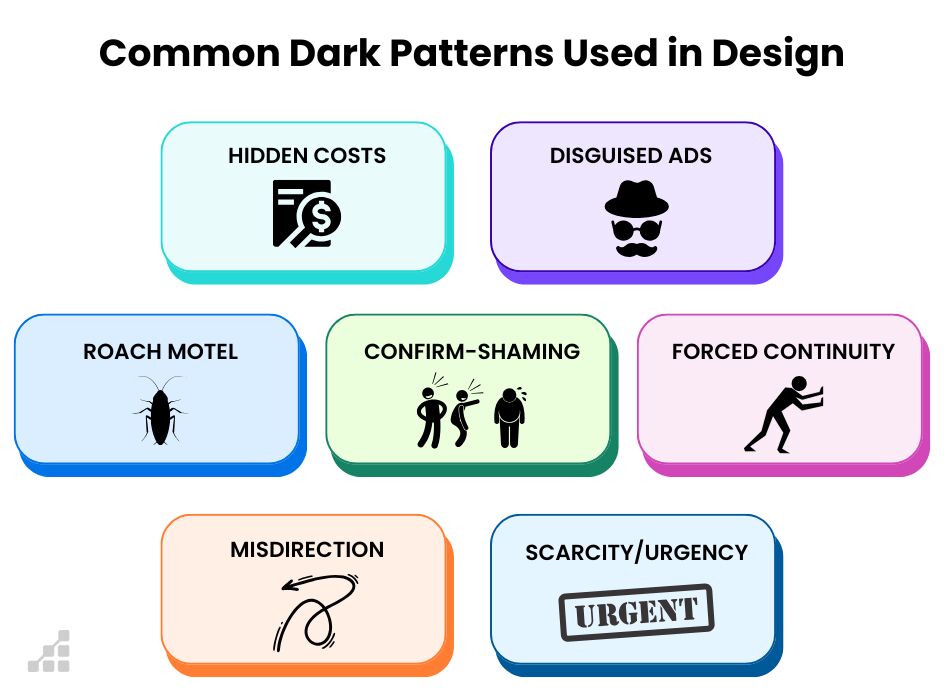 Common Dark Patterns Used in Design
HIDDEN COSTS
DISGUISED ADS
$
ROACH MOTEL
CONFIRM-SHAMING
FORCED CONTINUITY
MISDIRECTION
SCARCITY/URGENCY
URGENT